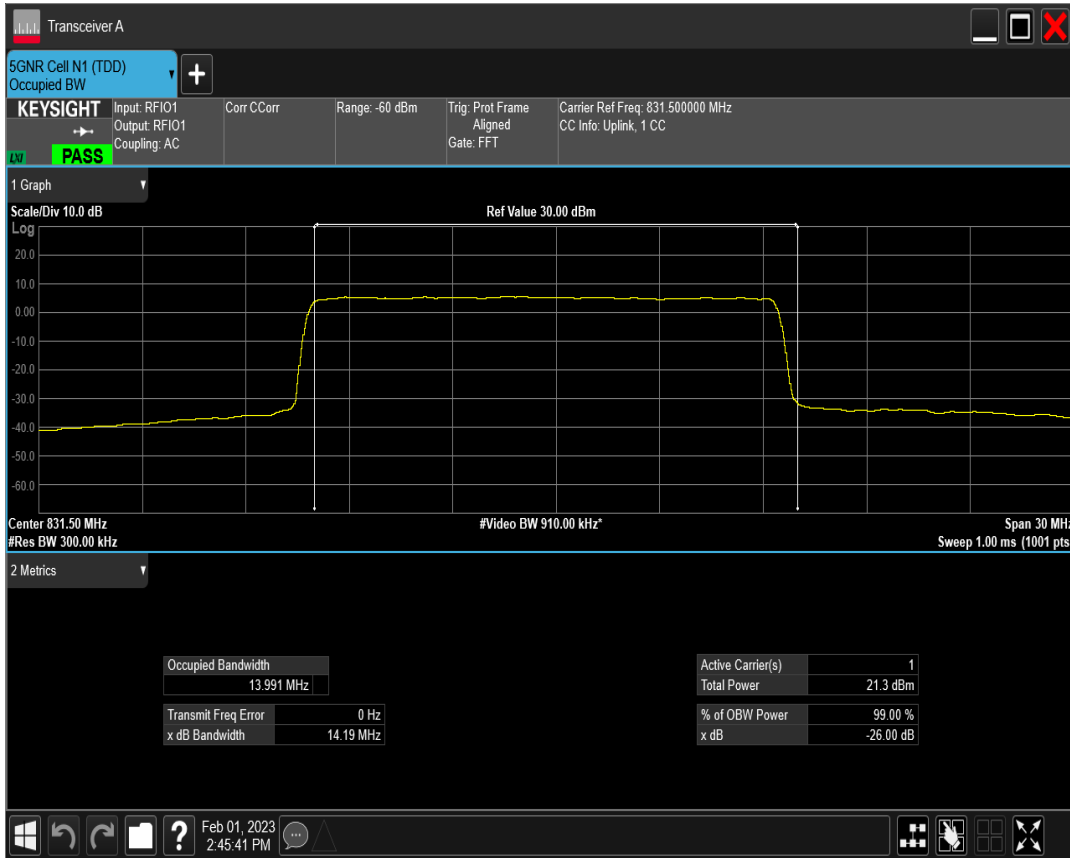 Transceiver A
5GNR Cell N1 (TDD)
Occupied BW
KEYSIGHT
LXI
PASS
Input: RFIO1
Output: RFIO1
Coupling: AC
Corr CCorr
Range: -60 dBm
Trig: Prot Frame
Aligned
Gate: FFT
Carrier Ref Freq: 831.500000 MHz
CC Info: Uplink, 1 CC
1 Graph
Scale/Div 10.0 dB
Ref Value 30.00 dBm
Log
20.0
10.0
0.00
-10.0
-20.0
-30.0
-40.0
-50.0
-60.0
Center 831.50 MHz
#Video BW 910.00 kHz*
Span 30 MHz
#Res BW 300.00 kHz
Sweep 1.00 ms (1001 pts
2 Metrics
Occupied Bandwidth
13.991 MHz
Transmit Freq Error 0 Hz
x dB Bandwidth 14.19 MHz
Active Carrier(s) 1
Total Power 21.3 dBm
% of OBW Power 99.00 %
x dB -26.00 dB
?
Feb 01, 2023
2:45:41 PM